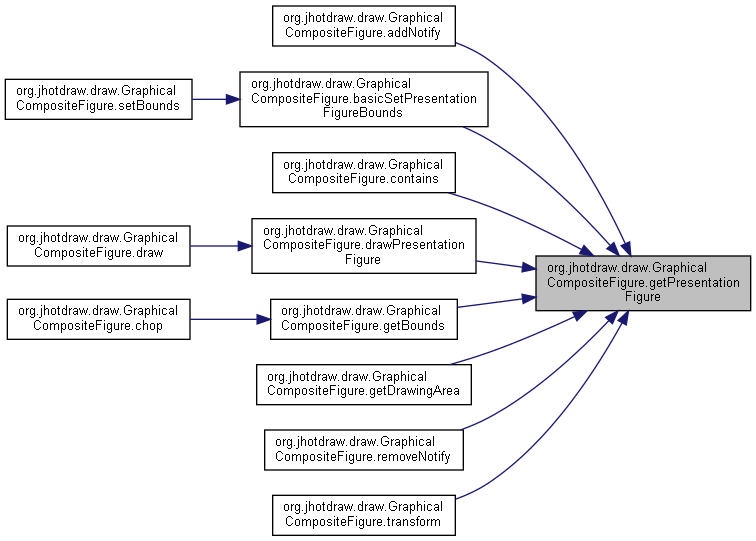 org.jhotdraw.draw.Graphical
CompositeFigure.addNotify
org.jhotdraw.draw.Graphical
CompositeFigure.setBounds
org.jhotdraw.draw.Graphical
CompositeFigure.basicSetPresentation
FigureBounds
org.jhotdraw.draw.Graphical
CompositeFigure.contains
org.jhotdraw.draw.Graphical
CompositeFigure.draw
org.jhotdraw.draw.Graphical
CompositeFigure.drawPresentation
Figure
org.jhotdraw.draw.Graphical
CompositeFigure.getPresentation
Figure
org.jhotdraw.draw.Graphical
CompositeFigure.chop
org.jhotdraw.draw.Graphical
CompositeFigure.getBounds
org.jhotdraw.draw.Graphical
CompositeFigure.getDrawingArea
org.jhotdraw.draw.Graphical
CompositeFigure.removeNotify
org.jhotdraw.draw.Graphical
CompositeFigure.transform